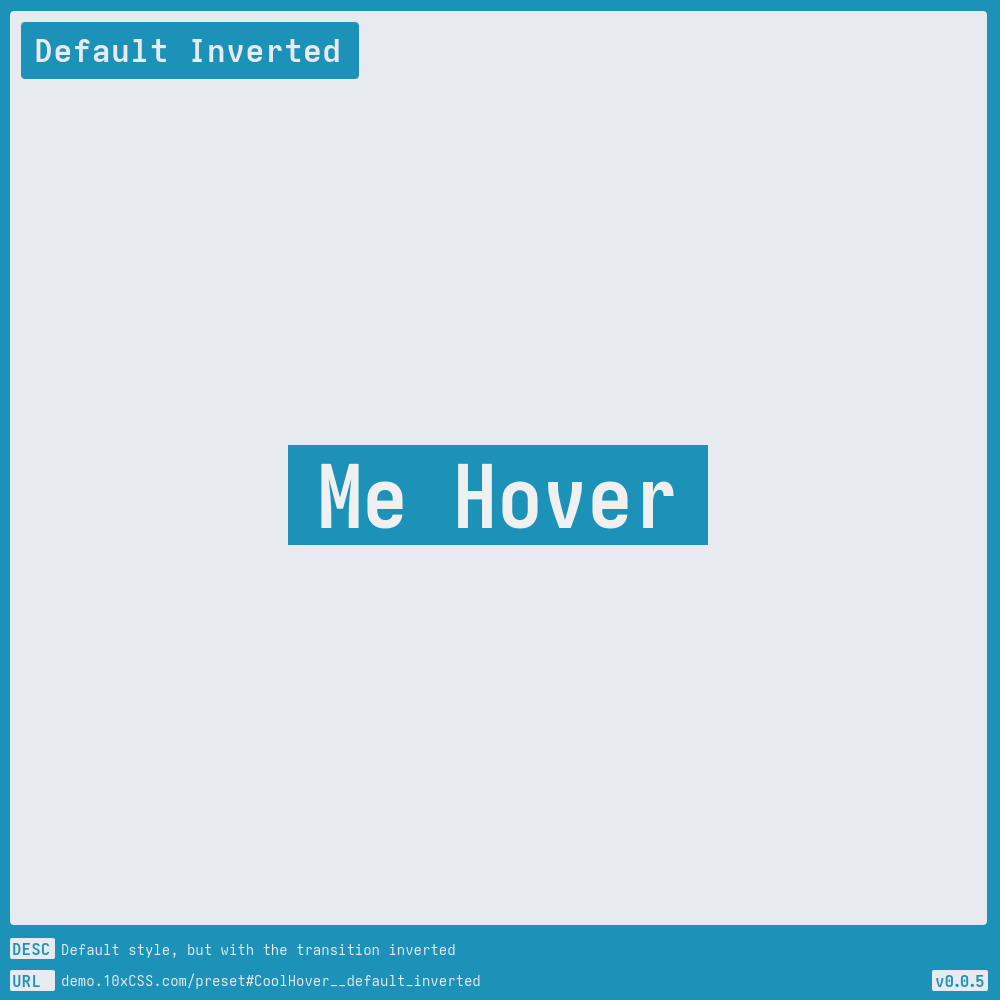 Default Inverted
Me Hover
DESC Default style, but with the transition inverted
URL demo.10xCSS.com/preset#CoolHover__default_inverted
v0.0.5